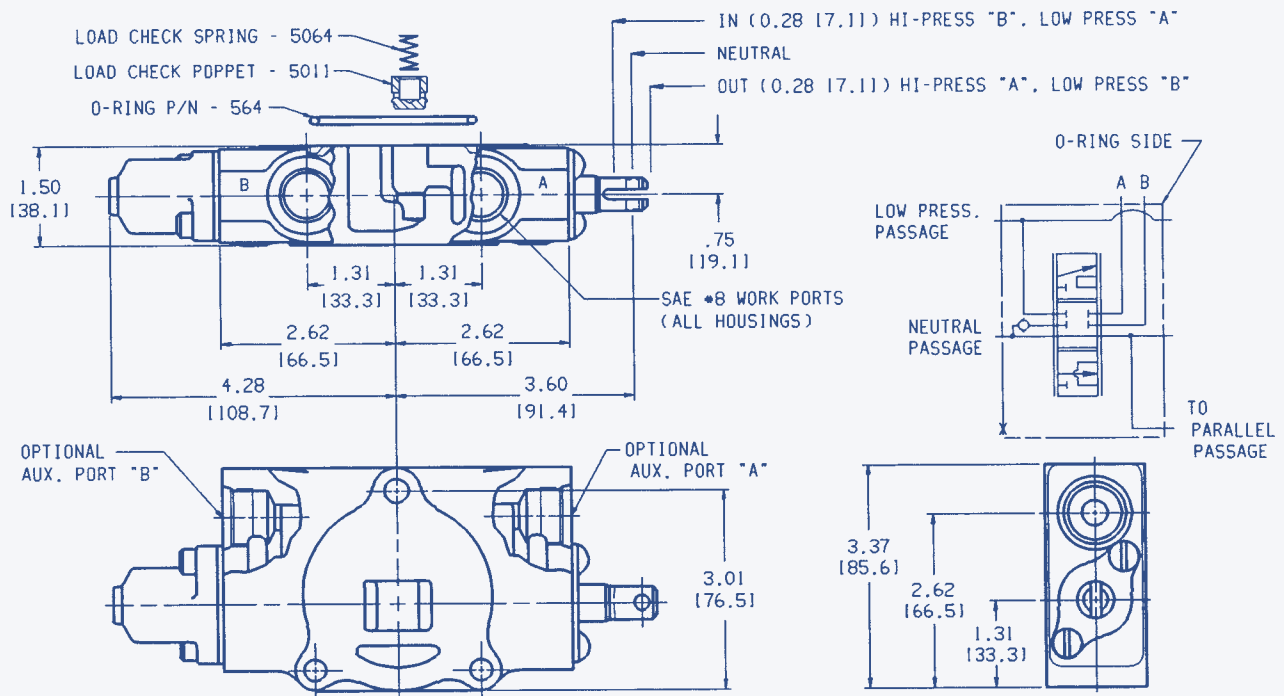 LOAD CHECK SPRING - 5064
LOAD CHECK POPPET - 5011
O-RING P/N - 564
IN (0.28 [7.1]) HI-PRESS "B", LOW PRESS "A"
NEUTRAL
OUT (0.28 [7.1]) HI-PRESS "A", LOW PRESS "B"
O-RING SIDE
A B
LOW PRESS.
PASSAGE
NEUTRAL
PASSAGE
TO
PARALLEL
PASSAGE
1.50
[38.1]
B
A
.75
[19.1]
1.31
[33.3]
1.31
[33.3]
SAE #8 WORK PORTS
(ALL HOUSINGS)
2.62
[66.5]
2.62
[66.5]
4.28
[108.7]
3.60
[91.4]
OPTIONAL
AUX. PORT "B"
OPTIONAL
AUX. PORT "A"
3.01
[76.5]
3.37
[85.6]
2.62
[66.5]
1.31
[33.3]